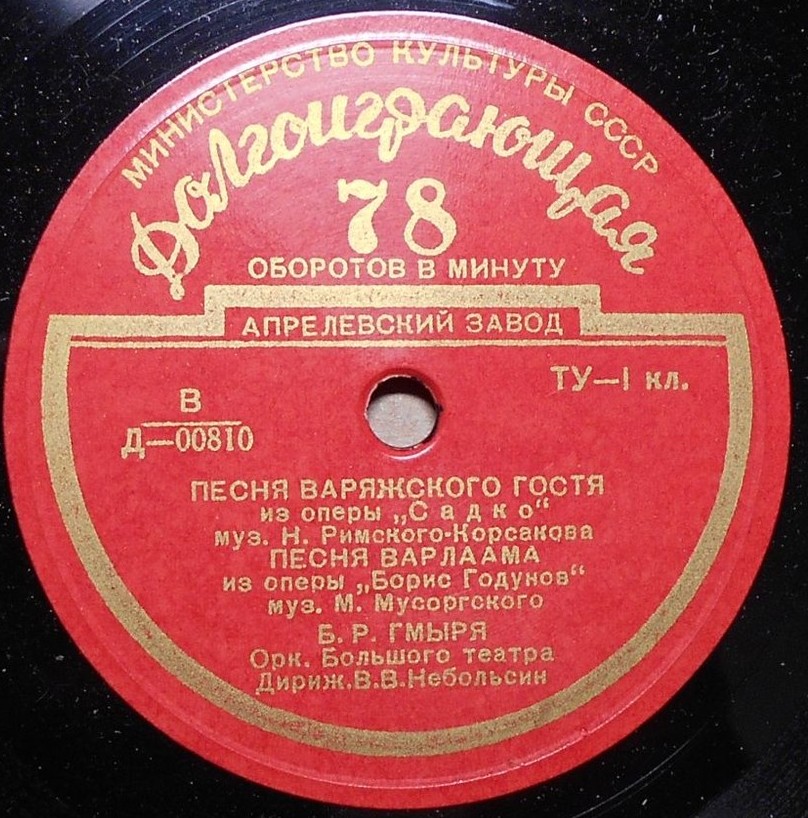 МИНИСТЕРСТВО КУЛЬТУРЫ СССР
Долгоиграющая
78
ОБОРОТОВ В МИНУТУ
АПРЕЛЕВСКИЙ ЗАВОД
ТУ—I кл.
В
Д—00810
ПЕСНЯ ВАРЯЖСКОГО ГОСТЯ
из оперы „Садко“
муз. Н. Римского-Корсакова
ПЕСНЯ ВАРЛААМА
из оперы „Борис Годунов“
муз. М. Мусоргского
Б. Р. ГМЫРЯ
Орк. Большого театра
Дириж.В.В.Небольсин